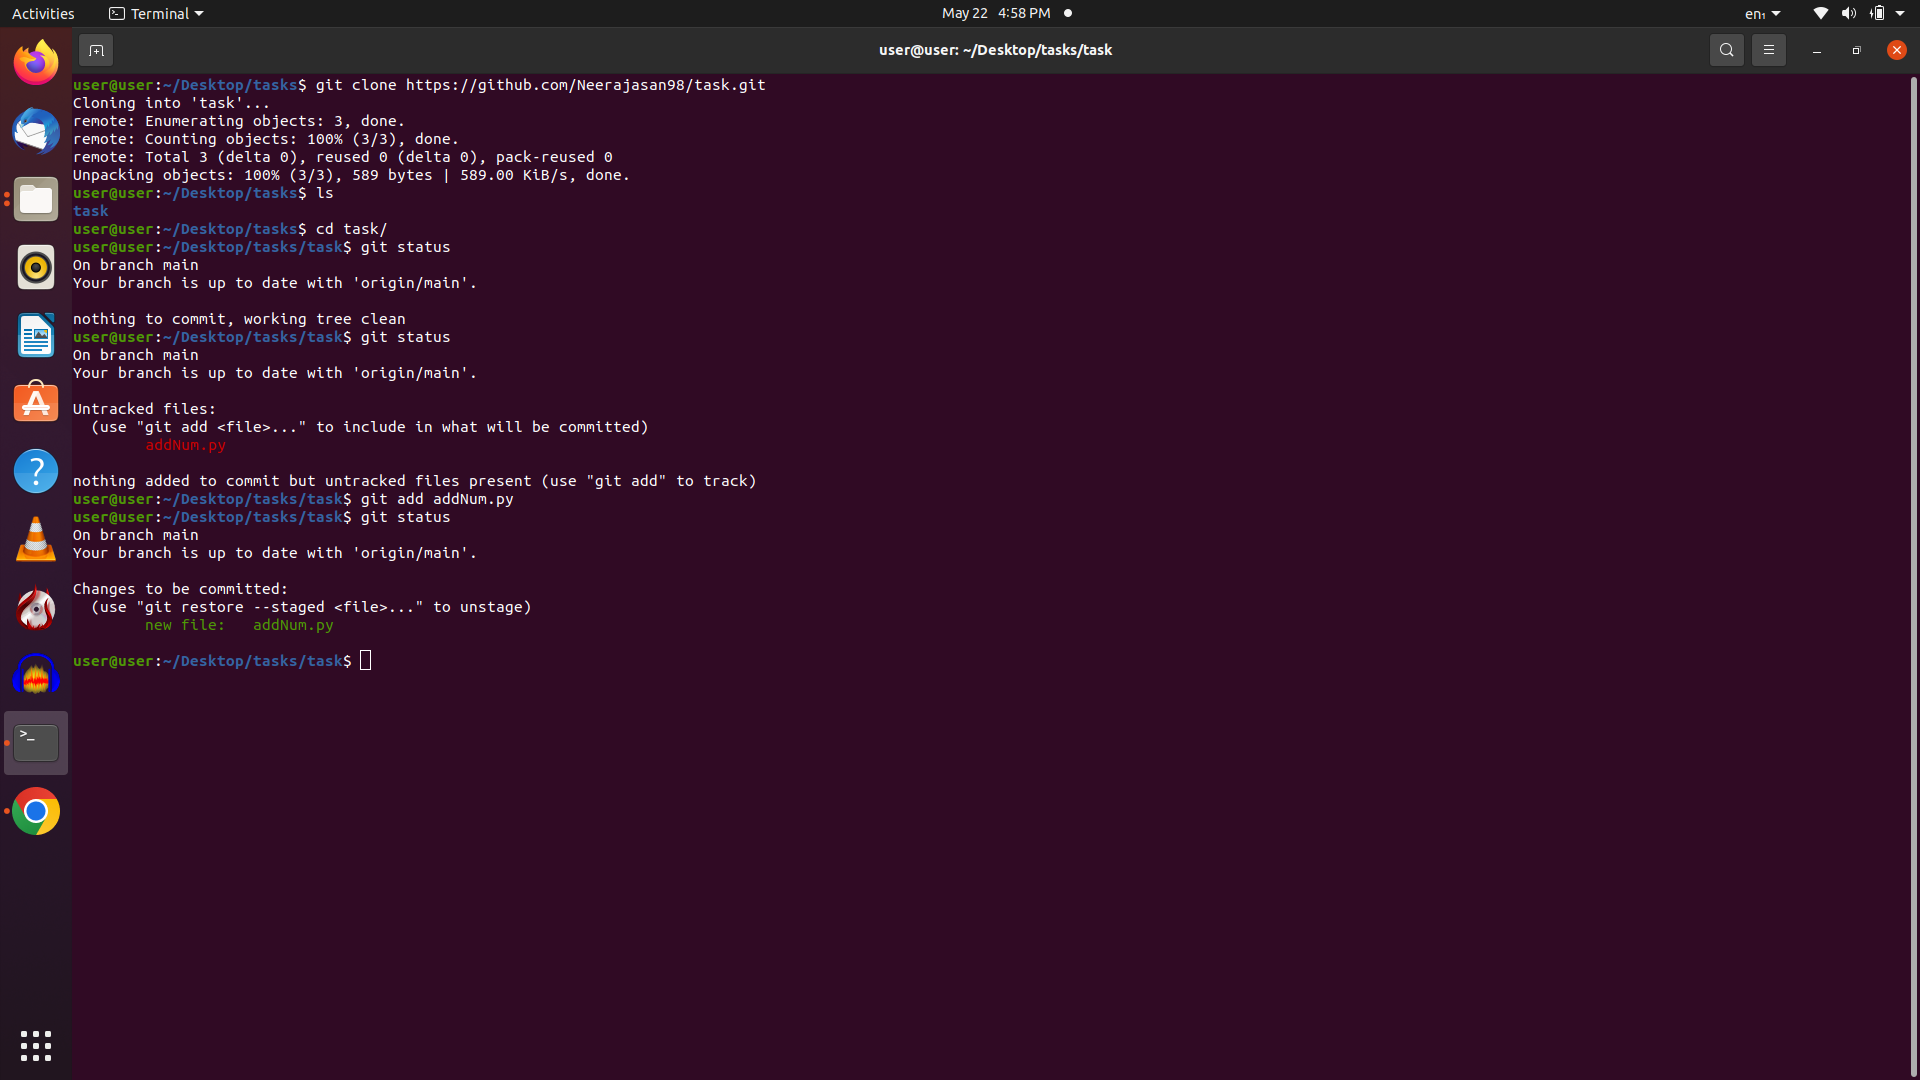 Activities
Terminal
May 22 4:58 PM
en₁
user@user: ~/Desktop/tasks/task
user@user:~/Desktop/tasks$ git clone https://github.com/Neerajasan98/task.git
Cloning into 'task'...
remote: Enumerating objects: 3, done.
remote: Counting objects: 100% (3/3), done.
remote: Total 3 (delta 0), reused 0 (delta 0), pack-reused 0
Unpacking objects: 100% (3/3), 589 bytes | 589.00 KiB/s, done.
user@user:~/Desktop/tasks$ ls
task
user@user:~/Desktop/tasks$ cd task/
user@user:~/Desktop/tasks/task$ git status
On branch main
Your branch is up to date with 'origin/main'.
nothing to commit, working tree clean
user@user:~/Desktop/tasks/task$ git status
On branch main
Your branch is up to date with 'origin/main'.
Untracked files:
  (use "git add <file>..." to include in what will be committed)
        addNum.py
nothing added to commit but untracked files present (use "git add" to track)
user@user:~/Desktop/tasks/task$ git add addNum.py
user@user:~/Desktop/tasks/task$ git status
On branch main
Your branch is up to date with 'origin/main'.
Changes to be committed:
  (use "git restore --staged <file>..." to unstage)
        new file:   addNum.py
user@user:~/Desktop/tasks/task$